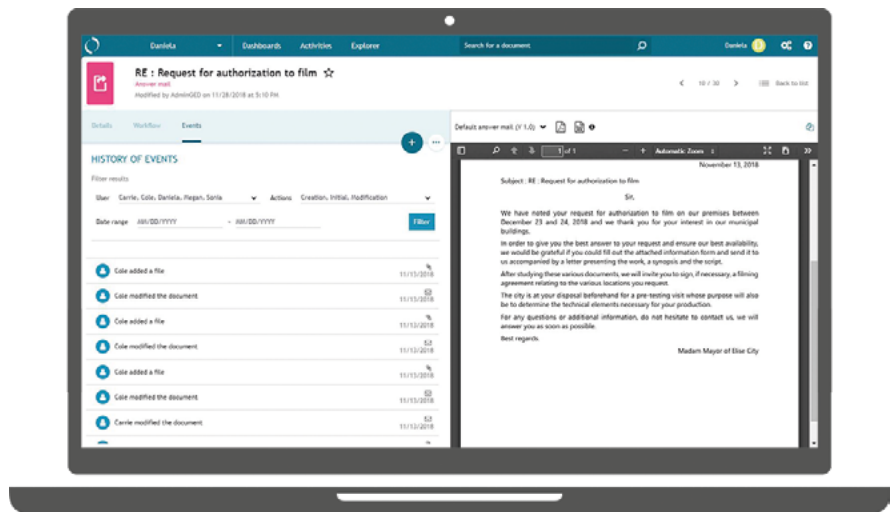 Daniela Dashboards Activities Explorer Search for a document Daniela D
RE : Request for authorization to film
Answer mail
Modified by AdminGED on 11/28/2018 at 5:10 PM
10 / 30 Back to list
Details Workflow Events
HISTORY OF EVENTS
Filter results
User Carrie, Cole, Daniela, Megan, Sonia Actions Creation, Initial, Modification
Date range MM/DD/YYYY - MM/DD/YYYY Filter
Cole added a file
11/13/2018
Cole modified the document
11/13/2018
Cole added a file
11/13/2018
Cole modified the document
11/13/2018
Cole added a file
11/13/2018
Cole modified the document
11/13/2018
Carrie modified the document
11/13/2018
Default answer mail (V 1.0)
1 of 1 Automatic Zoom
November 13, 2018
Subject : RE : Request for authorization to film
Sir,
We have noted your request for authorization to film on our premises between
December 23 and 24, 2018 and we thank you for your interest in our municipal
buildings.
In order to give you the best answer to your request and ensure our best availability,
we would be grateful if you could fill out the attached information form and send it to
us accompanied by a letter presenting the work, a synopsis and the script.
After studying these various documents, we will invite you to sign, if necessary, a filming
agreement relating to the various locations you request.
The city is at your disposal beforehand for a pre-testing visit whose purpose will also
be to determine the technical elements necessary for your production.
For any questions or additional information, do not hesitate to contact us, we will
answer you as soon as possible.
Best regards.
Madam Mayor of Elise City